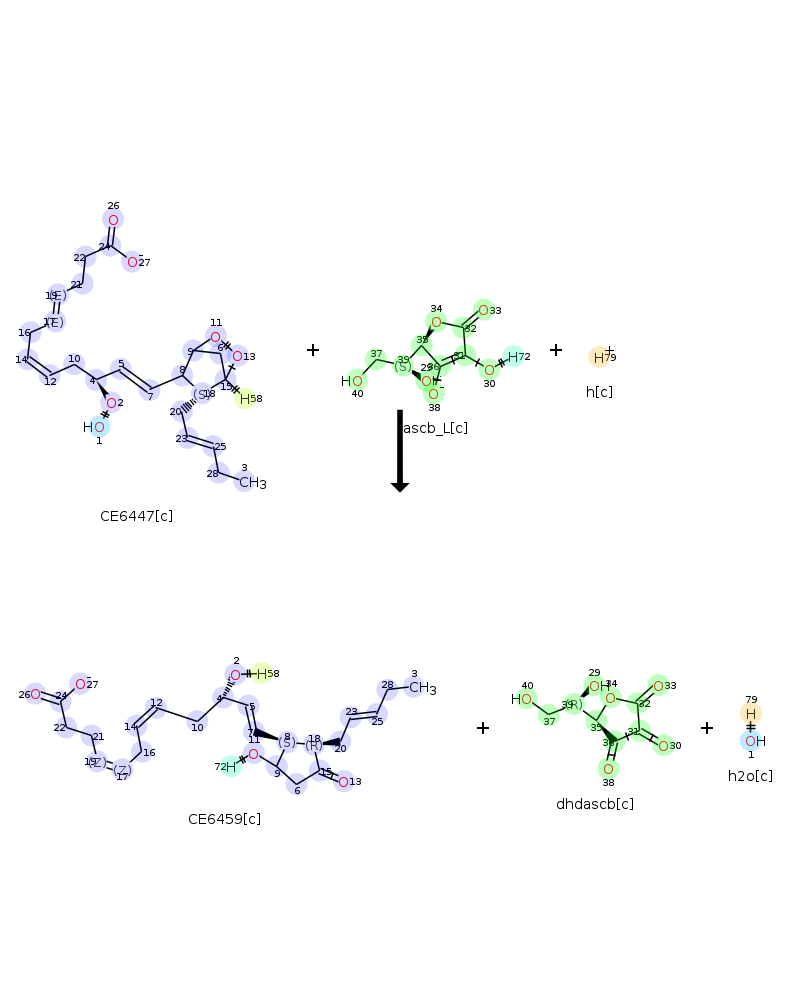 26
O
24
O
-
27
22
21
19
(E)
17
(E)
16
14
12
10
4
5
7
O
2
HO
1
8
9
11
O
6
O
13
15
H
58
(S)
18
20
23
25
28
3
CH3
CE6447[c]
+
34
O
O
33
32
35
31
36
29
O
-
39
(S)
37
HO
40
O
38
O
30
H
72
ascb_L[c]
+
H
+
79
h[c]
26
O
24
O
-
27
22
21
19
(Z)
(Z)
17
16
14
12
10
4
2
O
H
58
5
7
11
O
72
H
8
(S)
9
6
15
O
13
18
(R)
20
23
25
28
3
CH3
CE6459[c]
+
40
HO
37
39
(R)
29
OH
34
O
32
O
33
31
O
30
35
36
O
38
dhdascb[c]
+
79
H
OH
1
h2o[c]